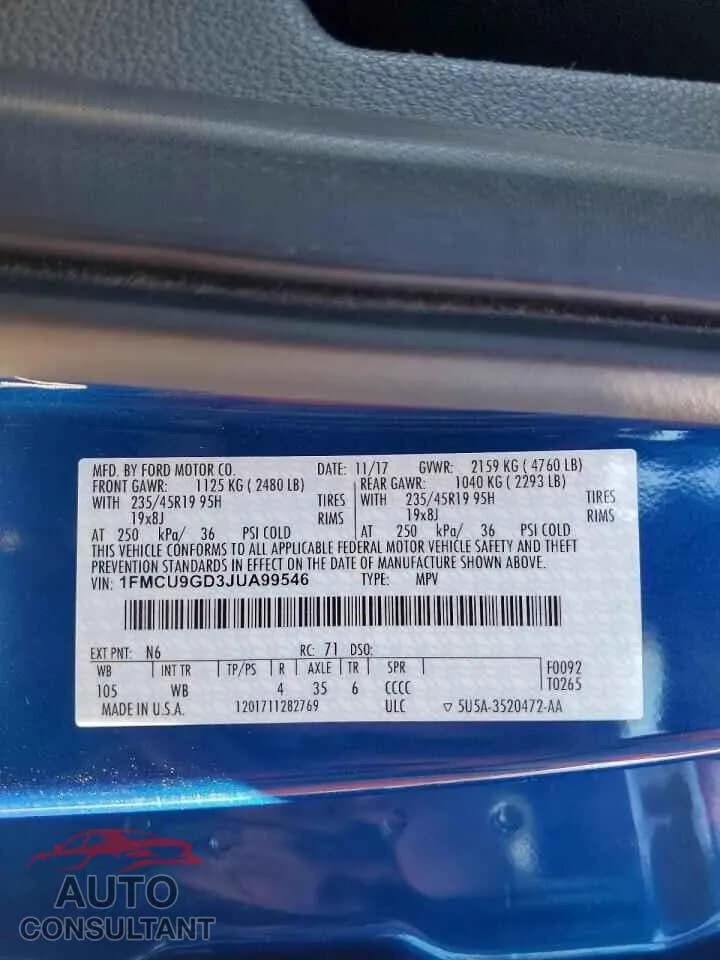 MFD. BY FORD MOTOR CO. DATE: 11/17 GVWR: 2159 KG ( 4760 LB)
FRONT GAWR: 1125 KG ( 2480 LB) REAR GAWR: 1040 KG ( 2293 LB)
WITH 235/45R19 95H TIRES WITH 235/45R19 95H TIRES
19x8J RIMS 19x8J RIMS
AT 250 kPa/ 36 PSI COLD AT 250 kPa/ 36 PSI COLD
THIS VEHICLE CONFORMS TO ALL APPLICABLE FEDERAL MOTOR VEHICLE SAFETY AND THEFT
PREVENTION STANDARDS IN EFFECT ON THE DATE OF MANUFACTURE SHOWN ABOVE.
VIN: 1FMCU9GD3JUA99546 TYPE: MPV
EXT PNT: N6 RC: 71 DSO: F0092
WB INT TR TP/PS R AXLE TR SPR T0265
105 WB 4 35 6 CCCC
MADE IN U.S.A. 1201711282769 ULC ▽ 5U5A-3520472-AA
AUTO
CONSULTANT